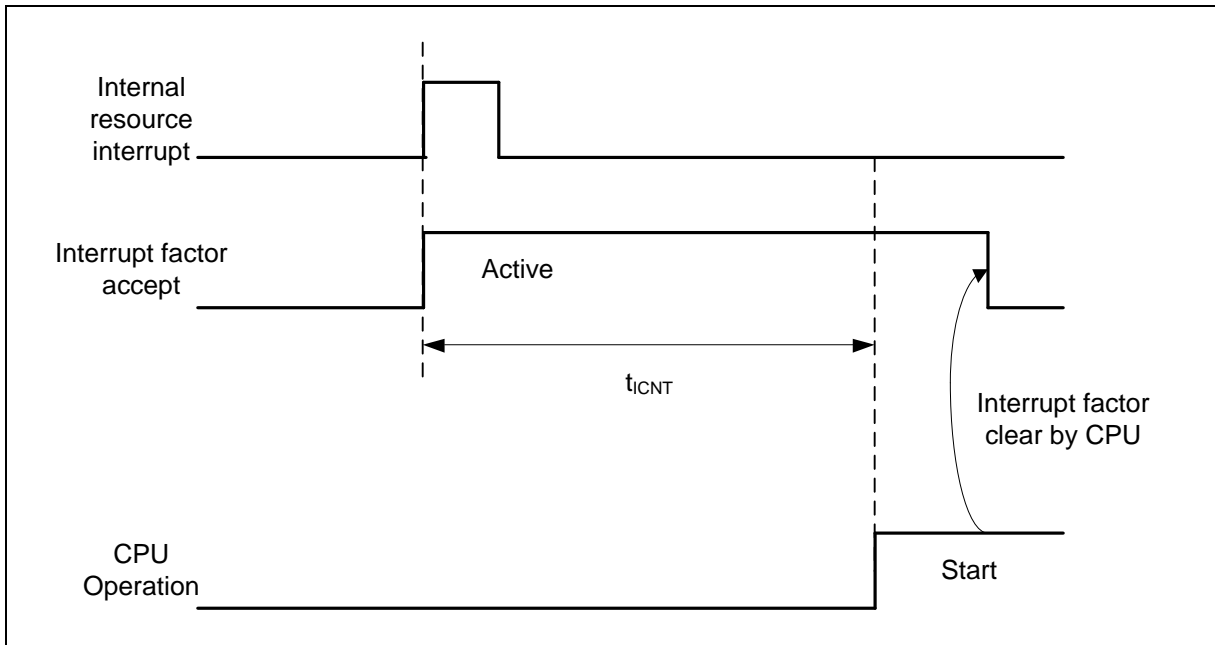 Internal
resource
interrupt
Interrupt factor
accept
Active
tICNT
Interrupt factor
clear by CPU
CPU
Operation
Start